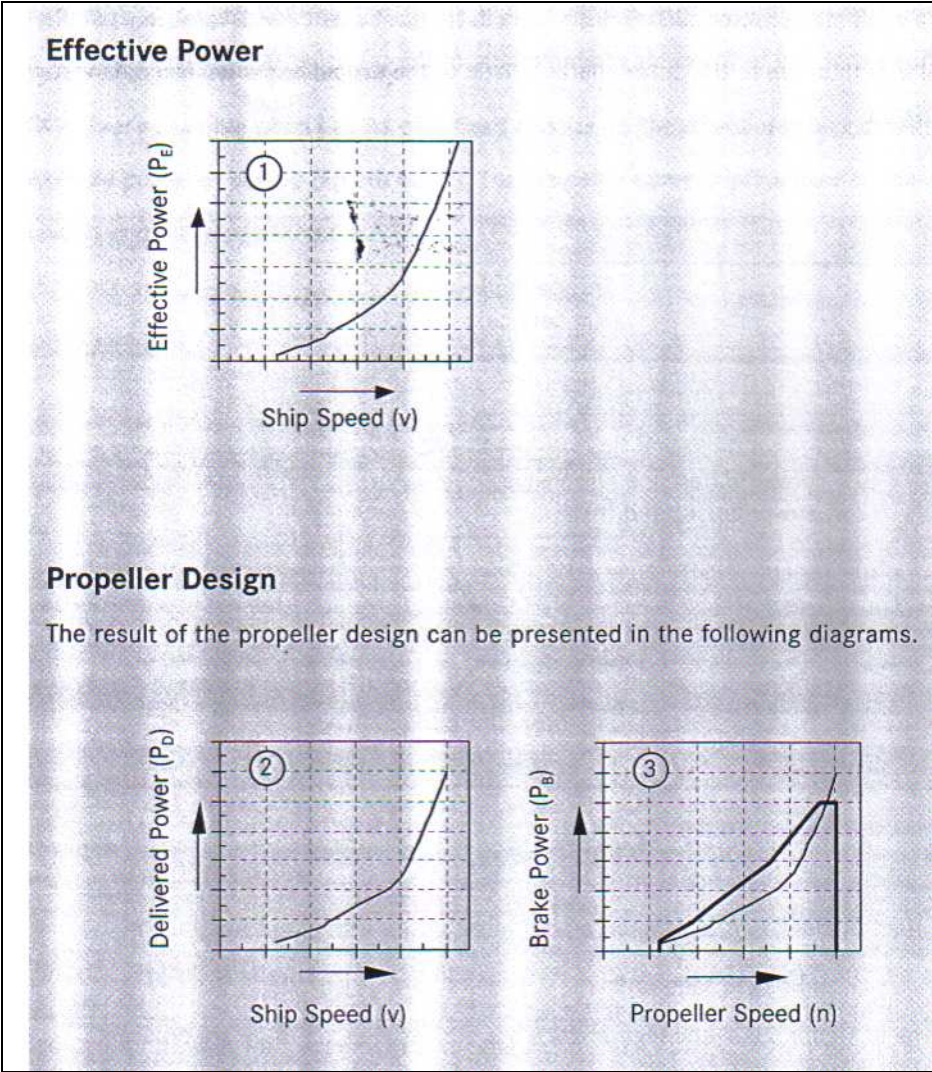 Effective Power
Effective Power (PE)
1
Ship Speed (v)
Propeller Design
The result of the propeller design can be presented in the following diagrams.
Delivered Power (PD)
2
Ship Speed (v)
Brake Power (PB)
3
Propeller Speed (n)